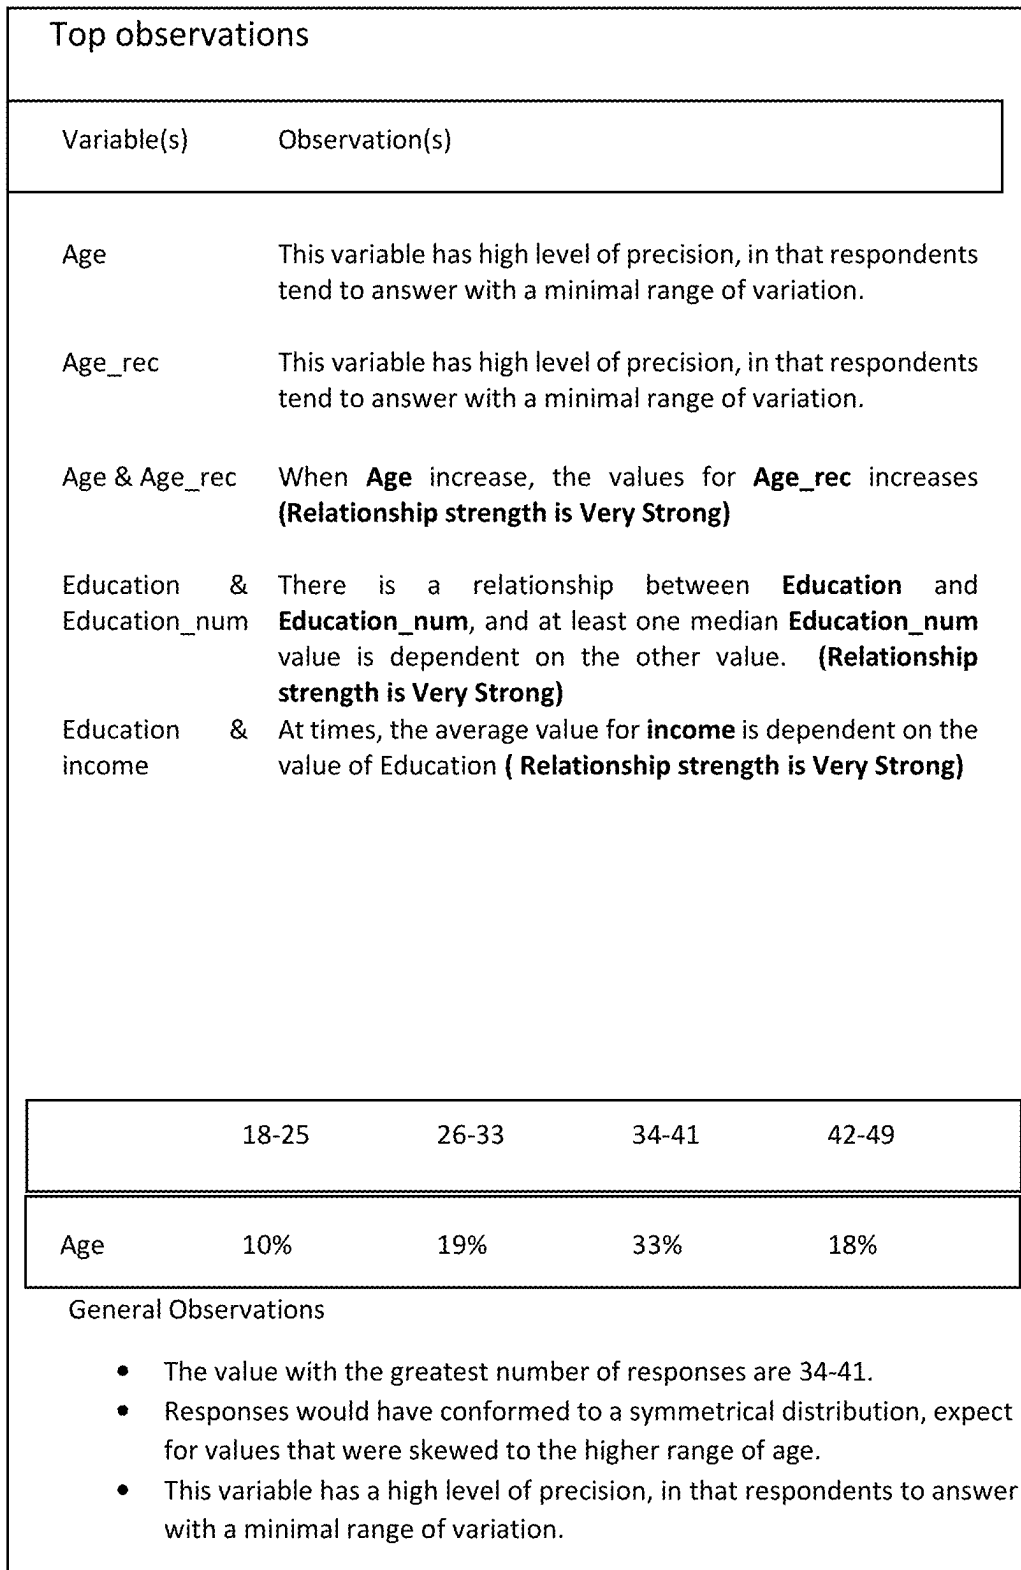 Top observations
Variable(s) Observation(s)
Age This variable has high level of precision, in that respondents
tend to answer with a minimal range of variation.
Age_rec This variable has high level of precision, in that respondents
tend to answer with a minimal range of variation.
Age & Age_rec When Age increase, the values for Age_rec increases
(Relationship strength is Very Strong)
Education & There is a relationship between Education and
Education_num Education_num, and at least one median Education_num
value is dependent on the other value. (Relationship
strength is Very Strong)
Education & At times, the average value for income is dependent on the
income value of Education ( Relationship strength is Very Strong)
18-25 26-33 34-41 42-49
Age 10% 19% 33% 18%
General Observations
• The value with the greatest number of responses are 34-41.
• Responses would have conformed to a symmetrical distribution, expect
for values that were skewed to the higher range of age.
• This variable has a high level of precision, in that respondents to answer
with a minimal range of variation.